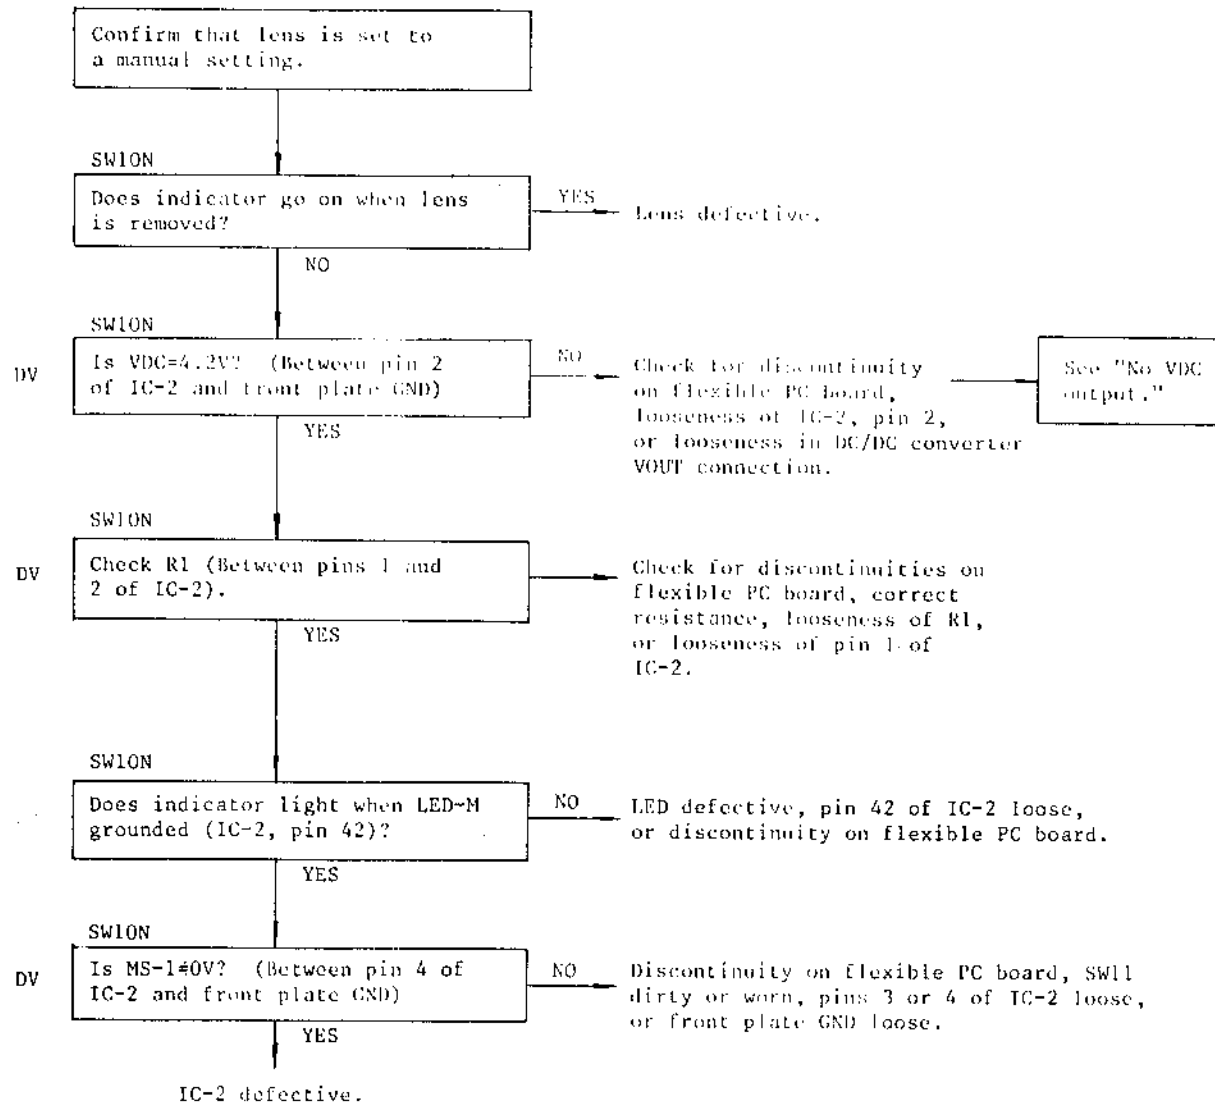 Confirm that lens is set to
a manual setting.
SW1ON
Does indicator go on when lens
is removed?
YES
Lens defective.
NO
SW1ON
DV
Is VDC=4.2V? (Between pin 2
of IC-2 and front plate GND)
NO
Check for discontinuity
on flexible PC board,
looseness of IC-2, pin 2,
or looseness in DC/DC converter
VOUT connection.
See "No VDC
output."
YES
SW1ON
DV
Check R1 (Between pins 1 and
2 of IC-2).
Check for discontinuities on
flexible PC board, correct
resistance, looseness of R1,
or looseness of pin 1 of
IC-2.
YES
SW1ON
Does indicator light when LED-M
grounded (IC-2, pin 42)?
NO
LED defective, pin 42 of IC-2 loose,
or discontinuity on flexible PC board.
YES
SW1ON
DV
Is MS-1≠0V? (Between pin 4 of
IC-2 and front plate GND)
NO
Discontinuity on flexible PC board, SW11
dirty or worn, pins 3 or 4 of IC-2 loose,
or front plate GND loose.
YES
IC-2 defective.